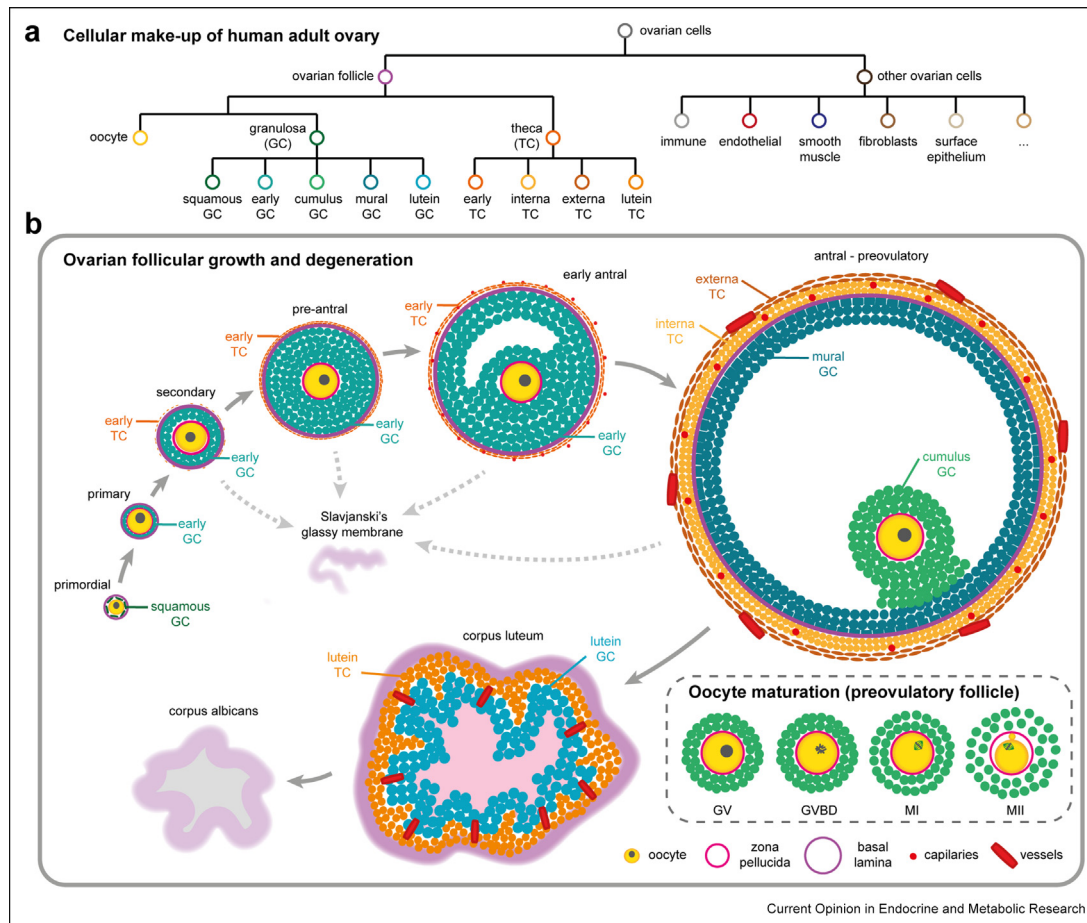 a Cellular make-up of human adult ovary
ovarian cells
ovarian follicle
other ovarian cells
oocyte
granulosa
(GC)
theca
(TC)
immune
endothelial
smooth
muscle
fibroblasts
surface
epithelium
...
squamous
GC
early
GC
cumulus
GC
mural
GC
lutein
GC
early
TC
interna
TC
externa
TC
lutein
TC
b
Ovarian follicular growth and degeneration
primordial
squamous
GC
primary
early
GC
secondary
early
TC
early
GC
pre-antral
early
TC
early
GC
early antral
early
TC
early
GC
antral - preovulatory
externa
TC
interna
TC
mural
GC
cumulus
GC
Slavjanski's
glassy membrane
corpus luteum
lutein
TC
lutein
GC
corpus albicans
Oocyte maturation (preovulatory follicle)
GV
GVBD
MI
MII
oocyte
zona
pellucida
basal
lamina
capilaries
vessels
Current Opinion in Endocrine and Metabolic Research